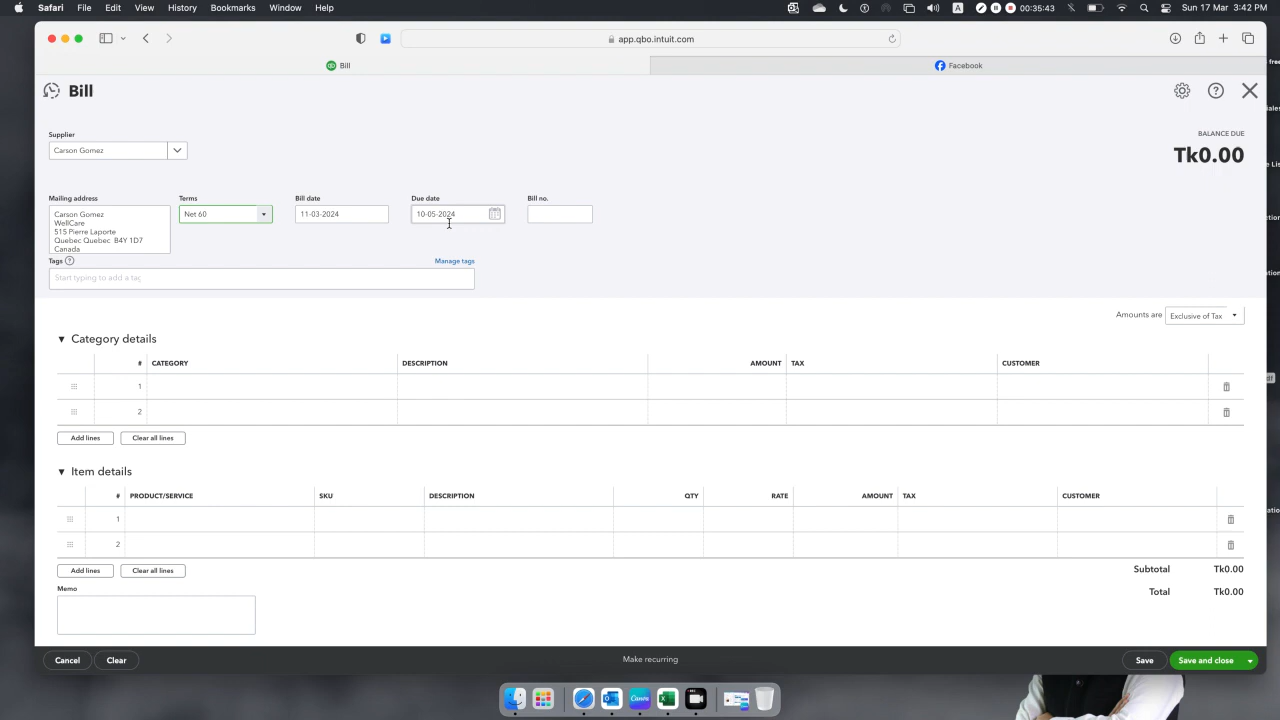 Safari File Edit View History Bookmarks Window Help
A 00:35:43 Sun 17 Mar 3:42 PM
app.qbo.intuit.com
qb Bill Facebook
Bill
Supplier
BALANCE DUE
Carson Gomez
Tk0.00
Mailing address Terms Bill date Due date Bill no.
Carson Gomez Net 60 11-03-2024 10-05-2024
WellCare
515 Pierre Laporte
Quebec Quebec B4Y 1D7
Canada
Tags ? Manage tags
Start typing to add a tag
Amounts are Exclusive of Tax
Category details
# CATEGORY DESCRIPTION AMOUNT TAX CUSTOMER
1
2
Add lines Clear all lines
Item details
# PRODUCT/SERVICE SKU DESCRIPTION QTY RATE AMOUNT TAX CUSTOMER
1
2
Add lines Clear all lines
Subtotal Tk0.00
Memo
Total Tk0.00
Cancel Clear Make recurring Save Save and close
Canva